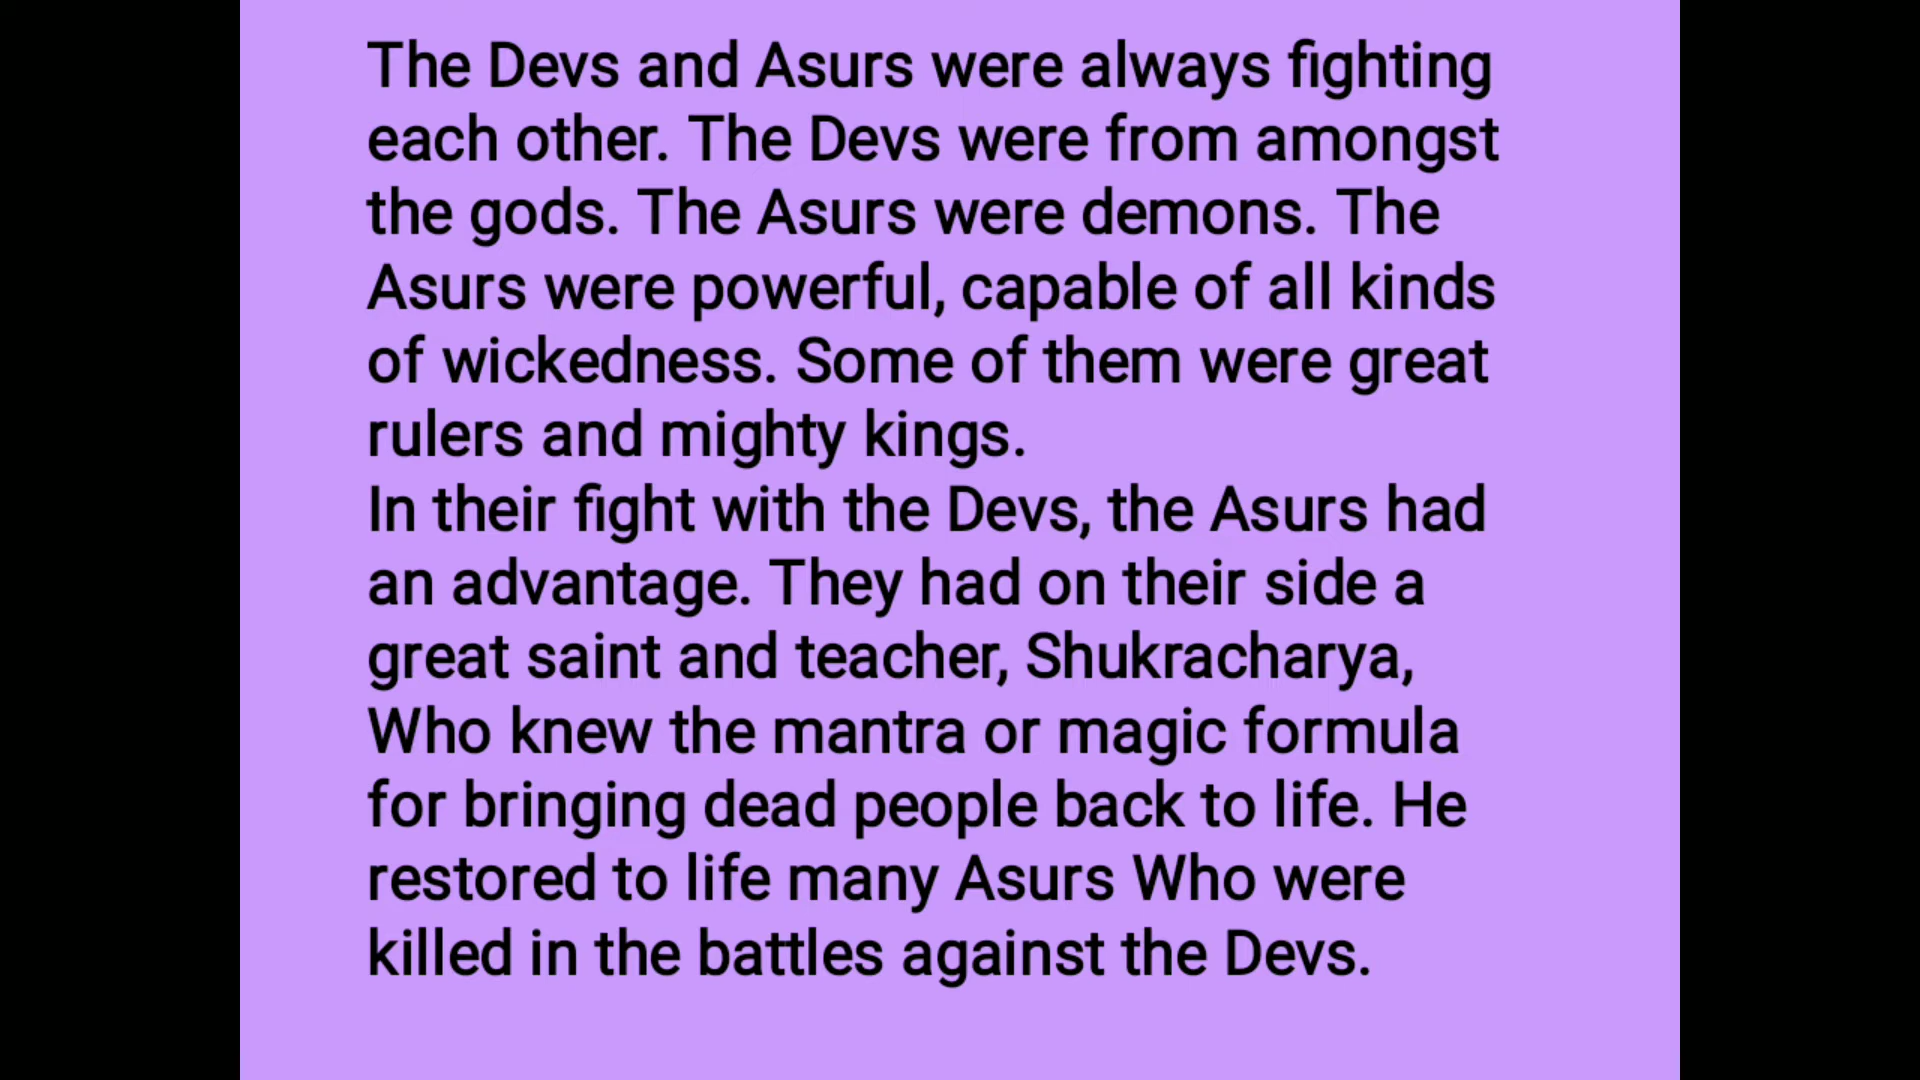 The Devs and Asurs were always fighting
each other. The Devs were from amongst
the gods. The Asurs were demons. The
Asurs were powerful, capable of all kinds
of wickedness. Some of them were great
rulers and mighty kings.
In their fight with the Devs, the Asurs had
an advantage. They had on their side a
great saint and teacher, Shukracharya,
Who knew the mantra or magic formula
for bringing dead people back to life. He
restored to life many Asurs Who were
killed in the battles against the Devs.